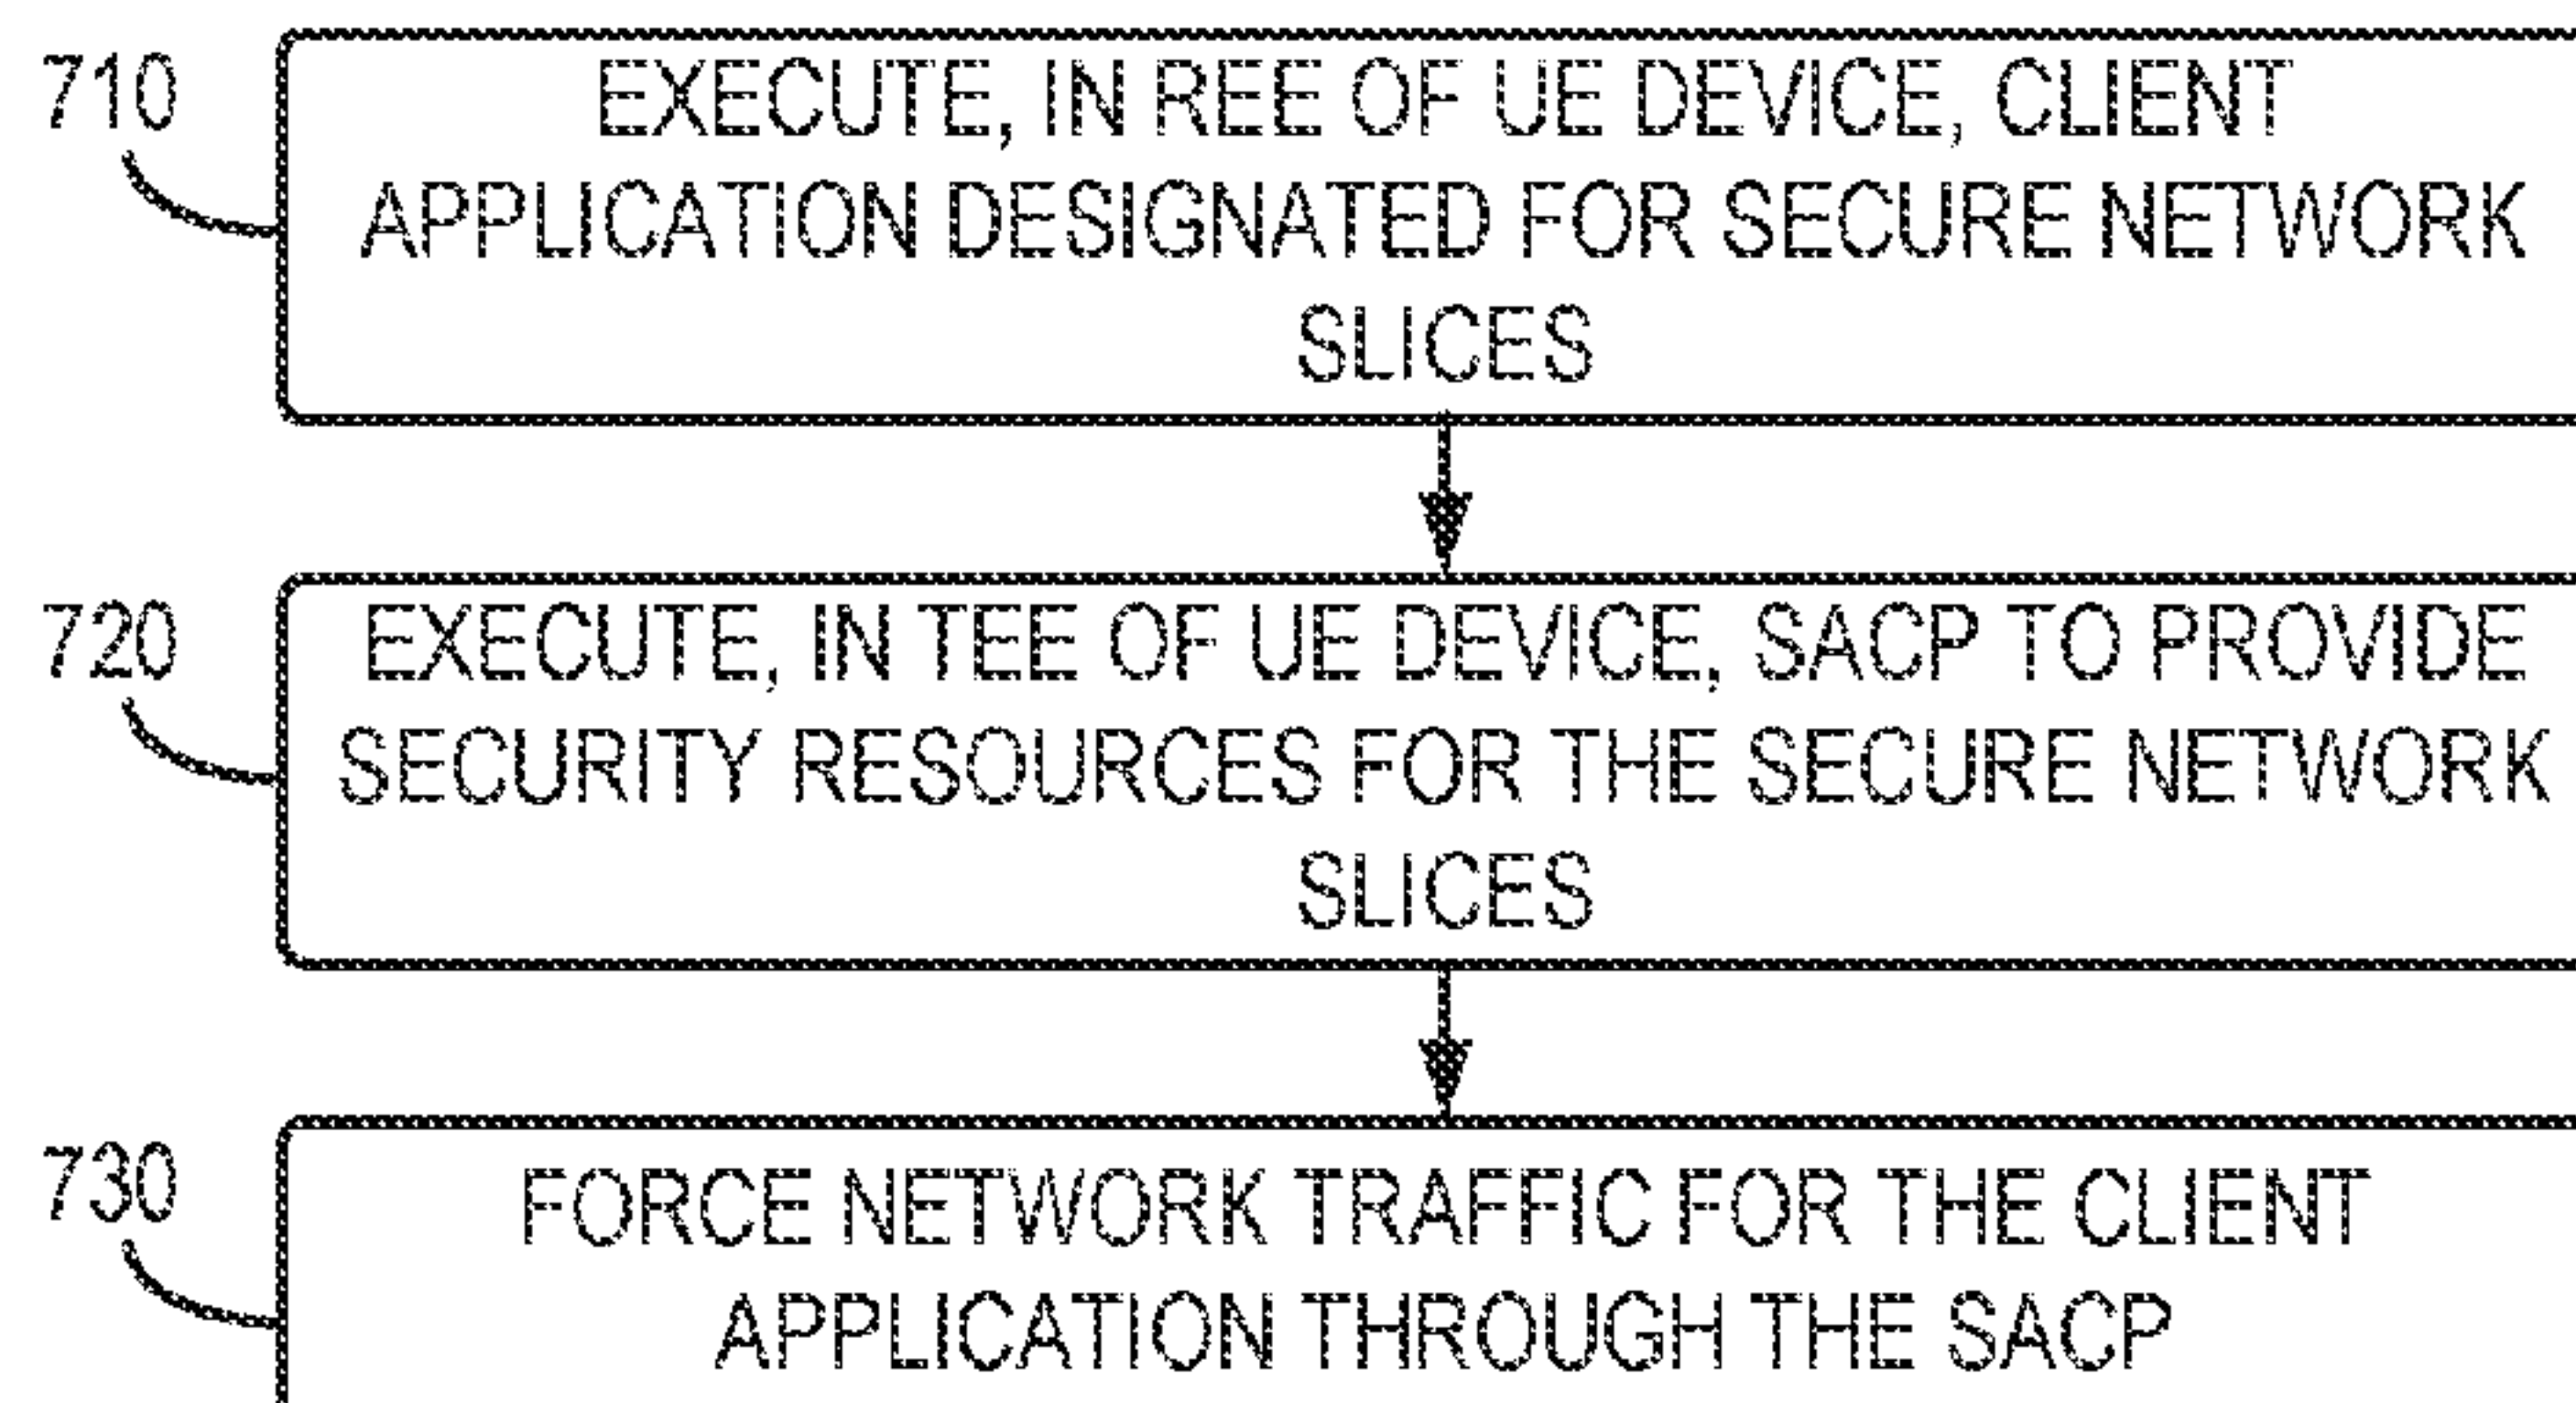 710
EXECUTE, IN REE OF UE DEVICE, CLIENT
APPLICATION DESIGNATED FOR SECURE NETWORK
SLICES
720
EXECUTE, IN TEE OF UE DEVICE, SACP TO PROVIDE
SECURITY RESOURCES FOR THE SECURE NETWORK
SLICES
730
FORCE NETWORK TRAFFIC FOR THE CLIENT
APPLICATION THROUGH THE SACP